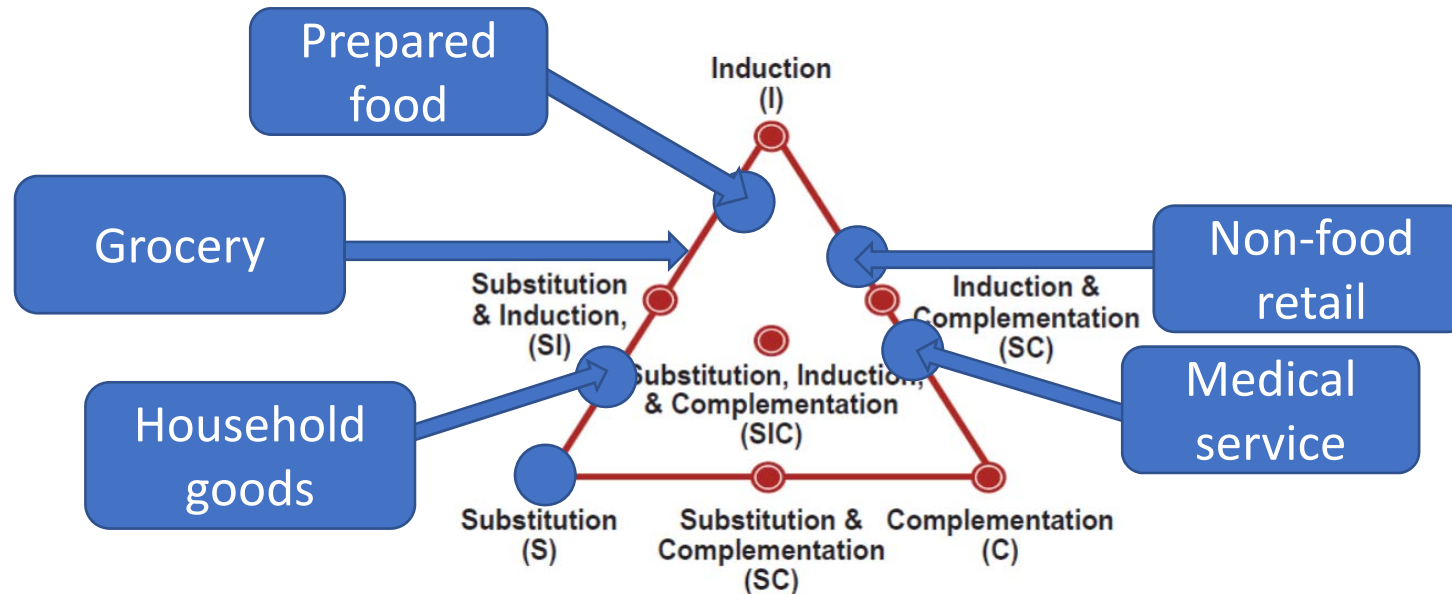 Prepared
food
Induction
(I)
Grocery
Non-food
retail
Substitution
& Induction,
(SI)
Induction &
Complementation
(SC)
Substitution, Induction,
& Complementation
(SIC)
Household
goods
Medical
service
Substitution
(S)
Substitution &
Complementation
(SC)
Complementation
(C)